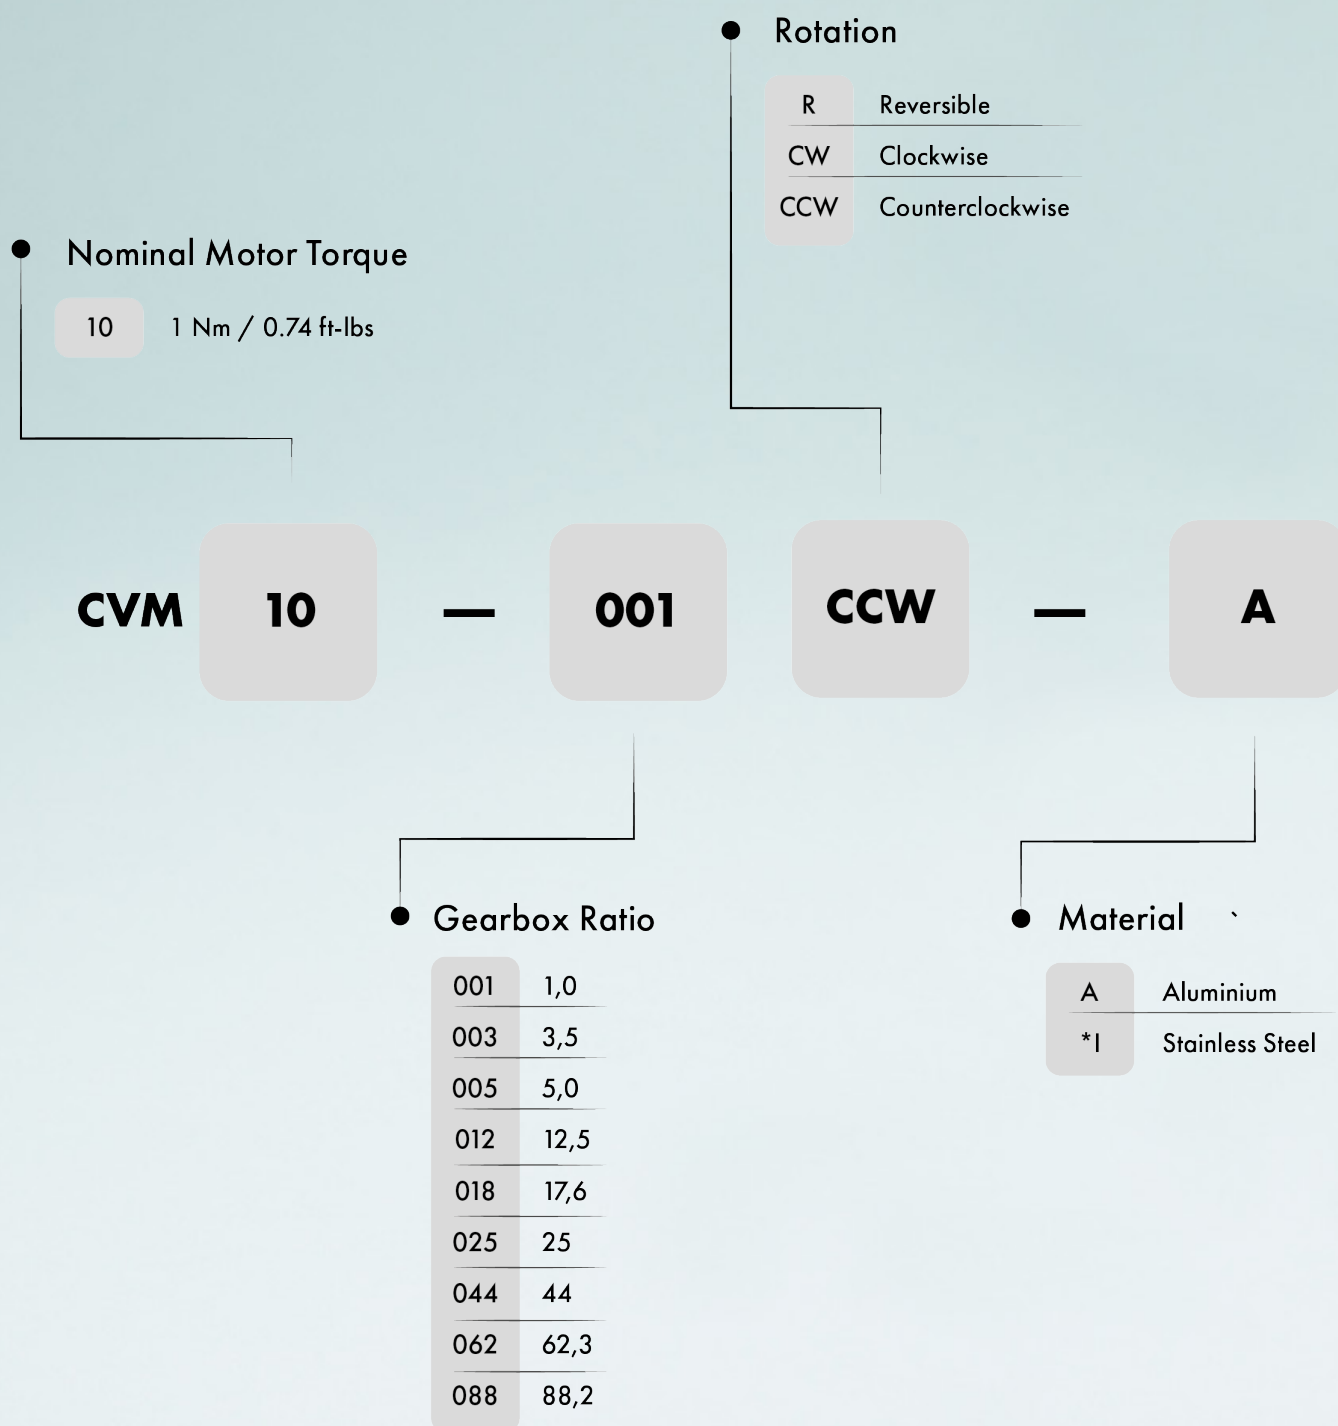 Rotation
R Reversible
CW Clockwise
CCW Counterclockwise
Nominal Motor Torque
10 1 Nm / 0.74 ft-lbs
CVM 10 — 001 CCW — A
Gearbox Ratio
001 1,0
003 3,5
005 5,0
012 12,5
018 17,6
025 25
044 44
062 62,3
088 88,2
Material `
A Aluminium
*I Stainless Steel